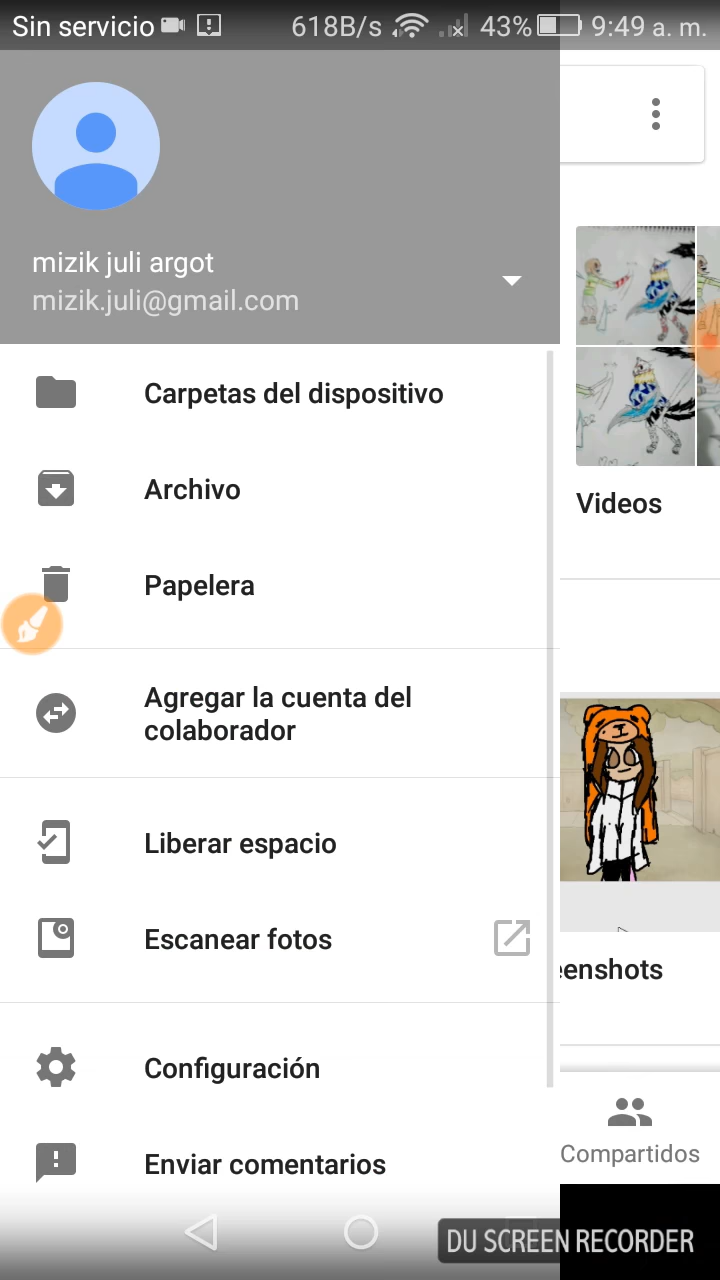 Sin servicio 618B/s 43% 9:49 a. m.
mizik juli argot
mizik.juli@gmail.com
Carpetas del dispositivo
Archivo
Papelera
Videos
Agregar la cuenta del
colaborador
Liberar espacio
Escanear fotos
eenshots
Configuración
Compartidos
Enviar comentarios
DU SCREEN RECORDER